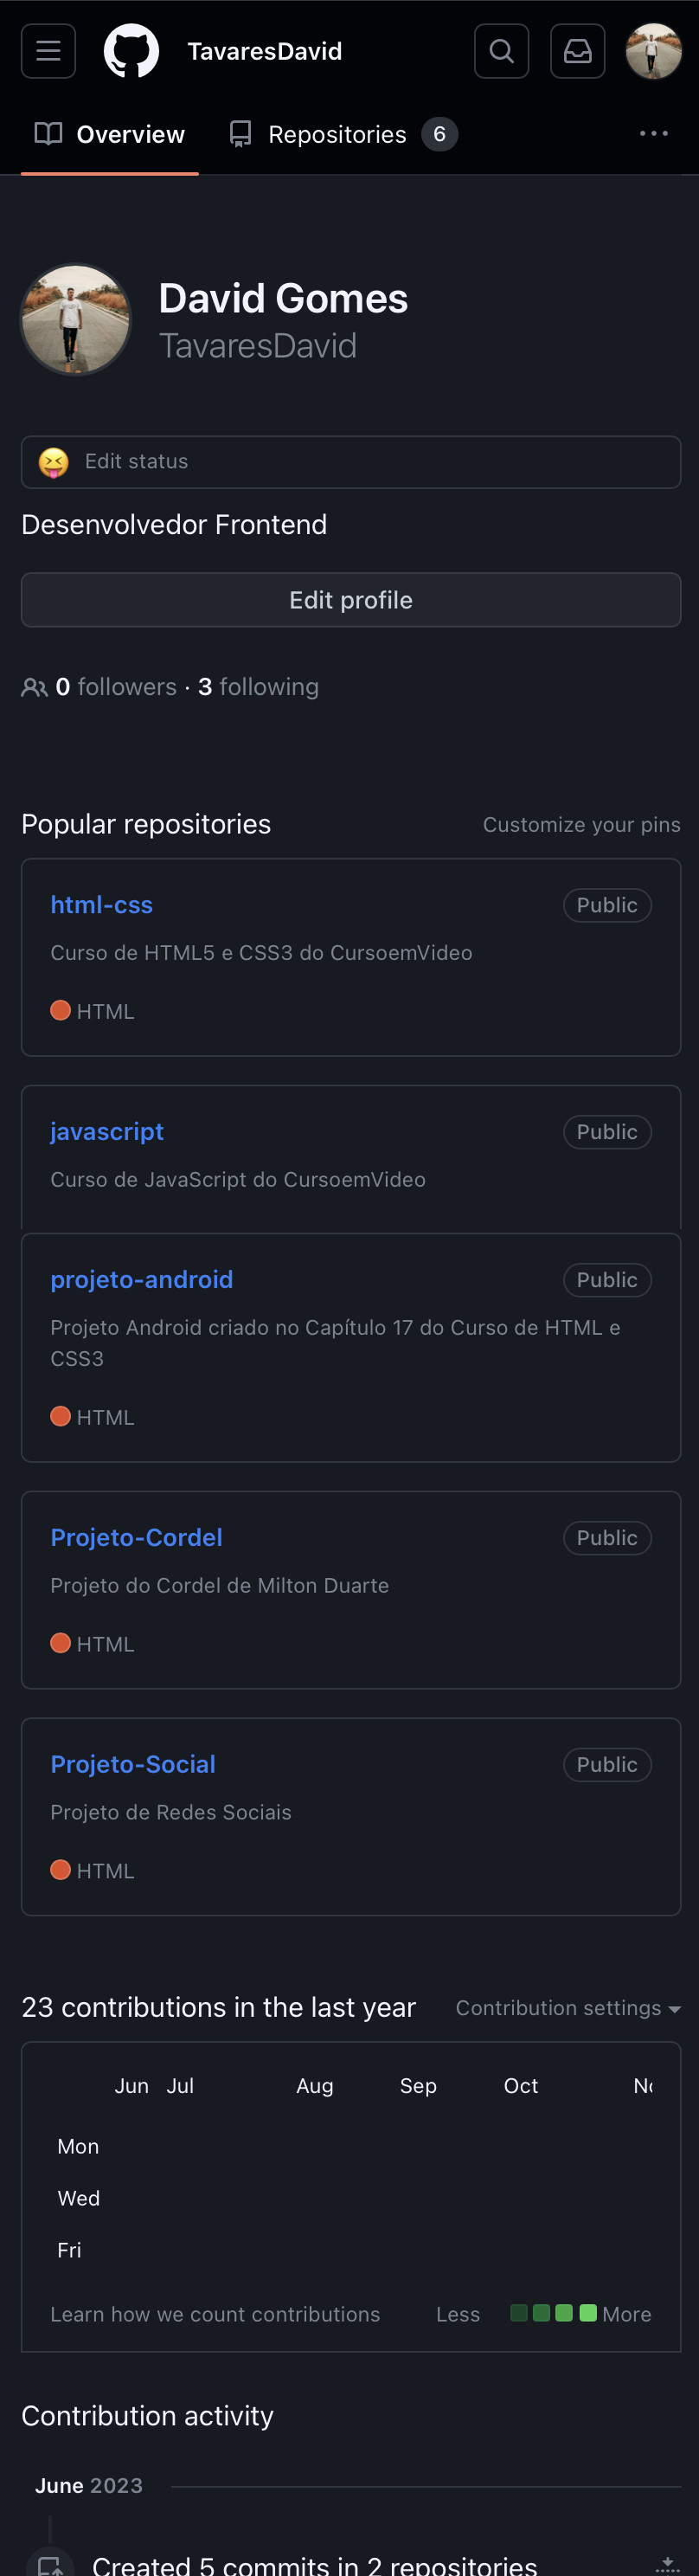 TavaresDavid
Overview
Repositories 6
David Gomes
TavaresDavid
Edit status
Desenvolvedor Frontend
Edit profile
0 followers · 3 following
Popular repositories
Customize your pins
html-css
Public
Curso de HTML5 e CSS3 do CursoemVideo
HTML
javascript
Public
Curso de JavaScript do CursoemVideo
projeto-android
Public
Projeto Android criado no Capítulo 17 do Curso de HTML e
CSS3
HTML
Projeto-Cordel
Public
Projeto do Cordel de Milton Duarte
HTML
Projeto-Social
Public
Projeto de Redes Sociais
HTML
23 contributions in the last year
Contribution settings
Jun Jul Aug Sep Oct
Mon
Wed
Fri
Learn how we count contributions
Less More
Contribution activity
June 2023
Created 5 commits in 2 repositories